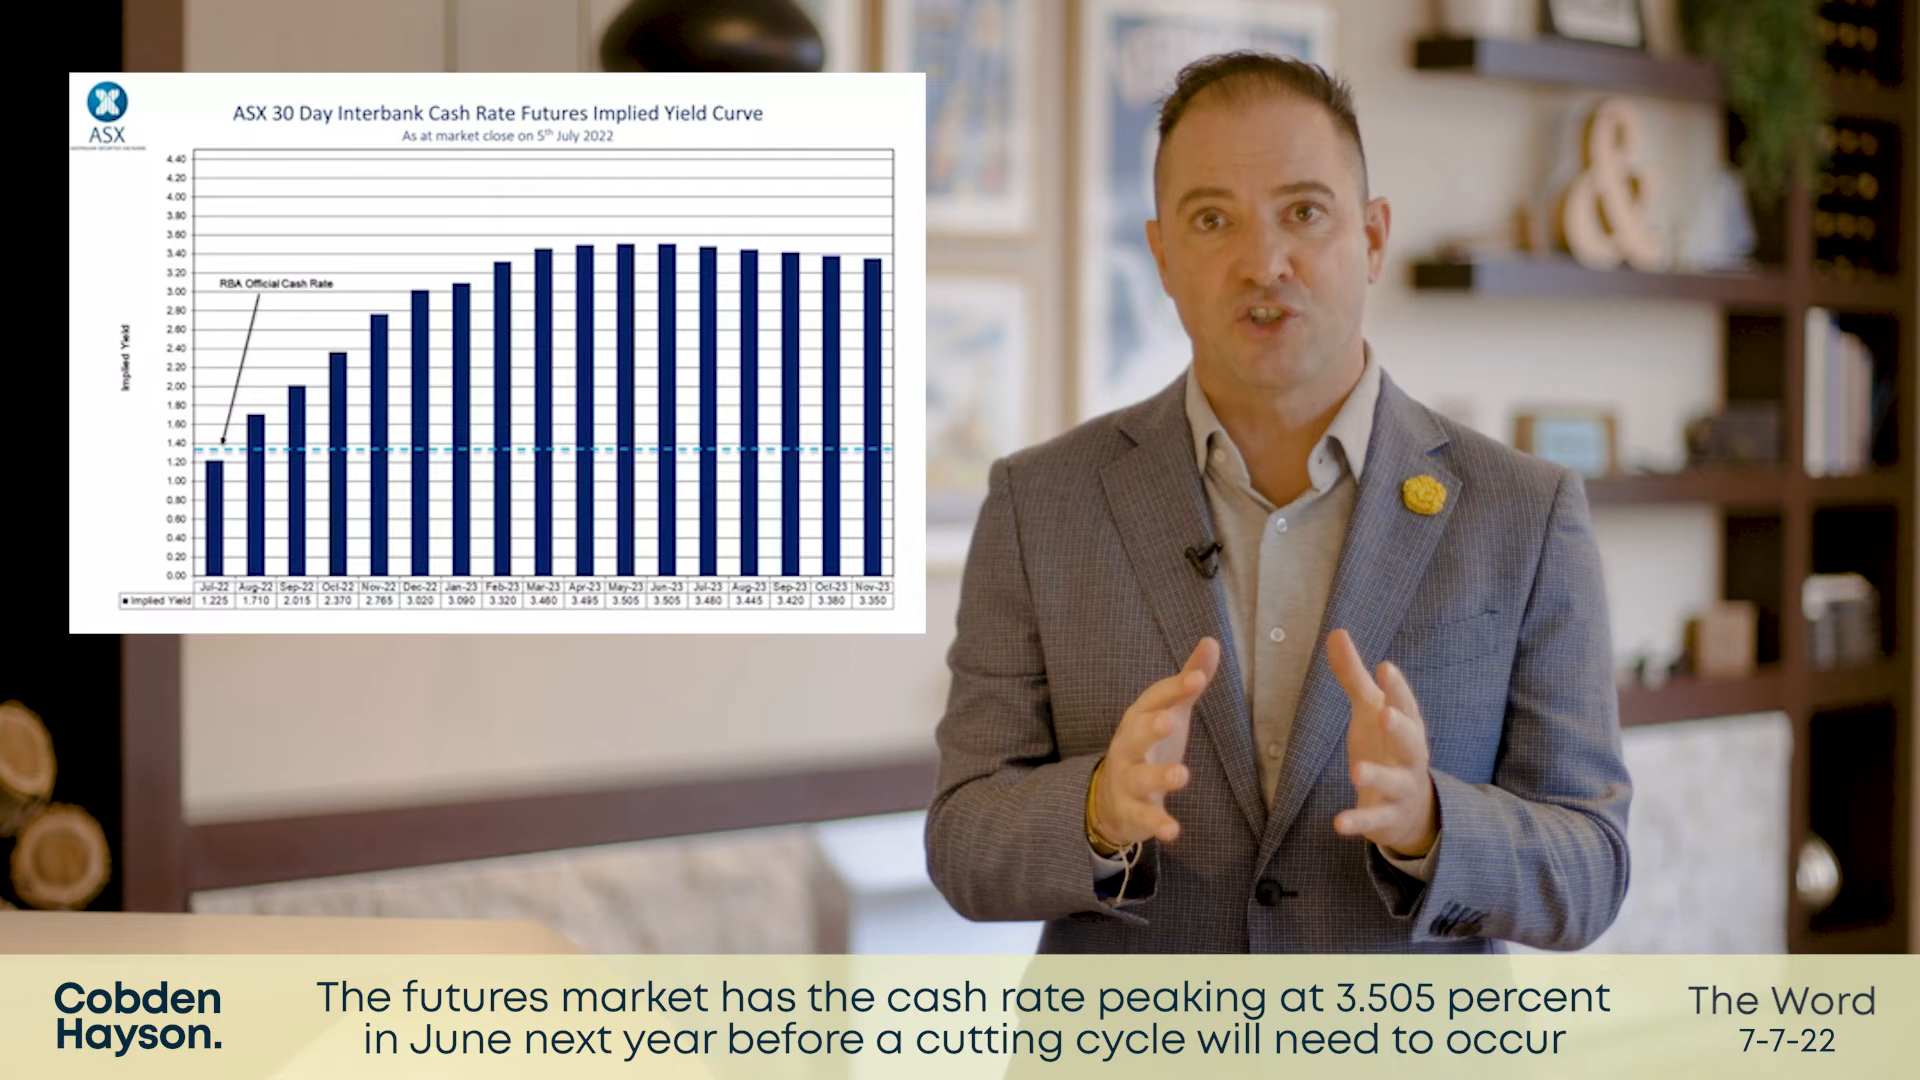 ASX
ASX 30 Day Interbank Cash Rate Futures Implied Yield Curve
As at market close on 5th July 2022
4.40
4.20
4.00
3.80
3.60
3.40
3.20
3.00
2.80
2.60
2.40
2.20
2.00
1.80
1.60
1.40
1.20
1.00
0.80
0.60
0.40
0.20
0.00
Implied Yield
RBA Official Cash Rate
Jul-22 Aug-22 Sep-22 Oct-22 Nov-22 Dec-22 Jan-23 Feb-23 Mar-23 Apr-23 May-23 Jun-23 Jul-23 Aug-23 Sep-23 Oct-23 Nov-23
Implied Yield 1.225 1.710 2.015 2.370 2.765 3.020 3.090 3.320 3.460 3.495 3.505 3.505 3.480 3.445 3.420 3.380 3.350
&
Cobden
Hayson.
The futures market has the cash rate peaking at 3.505 percent
in June next year before a cutting cycle will need to occur
The Word
7-7-22